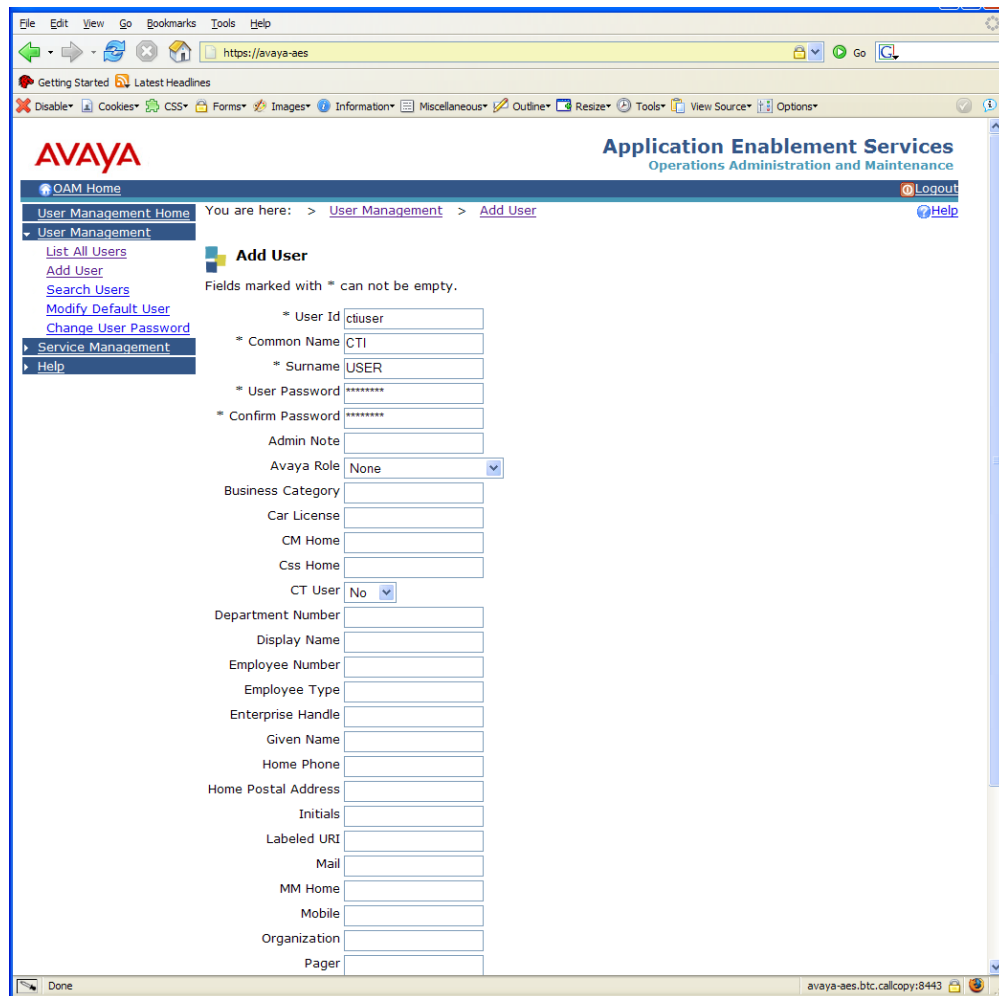 File Edit View Go Bookmarks Tools Help
https://avaya-aes Go G
Getting Started Latest Headlines
Disable Cookies CSS Forms Images Information Miscellaneous Outline Resize Tools View Source Options
AVAYA
Application Enablement Services
Operations Administration and Maintenance
OAM Home Logout
User Management Home You are here: > User Management > Add User Help
User Management
List All Users
Add User
Search Users
Modify Default User
Change User Password
Service Management
Help
Add User
Fields marked with * can not be empty.
* User Id ctiuser
* Common Name CTI
* Surname USER
* User Password ********
* Confirm Password ********
Admin Note
Avaya Role None
Business Category
Car License
CM Home
Css Home
CT User No
Department Number
Display Name
Employee Number
Employee Type
Enterprise Handle
Given Name
Home Phone
Home Postal Address
Initials
Labeled URI
Mail
MM Home
Mobile
Organization
Pager
Done avaya-aes.btc.callcopy:8443